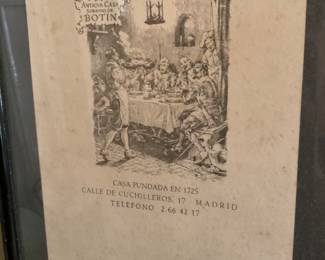 ANTIGUA CASA
SOBRINO DE
BOTIN
CASA FUNDADA EN 1725
CALLE DE CUCHILLEROS, 17 MADRID
TELEFONO 2 66 42 17